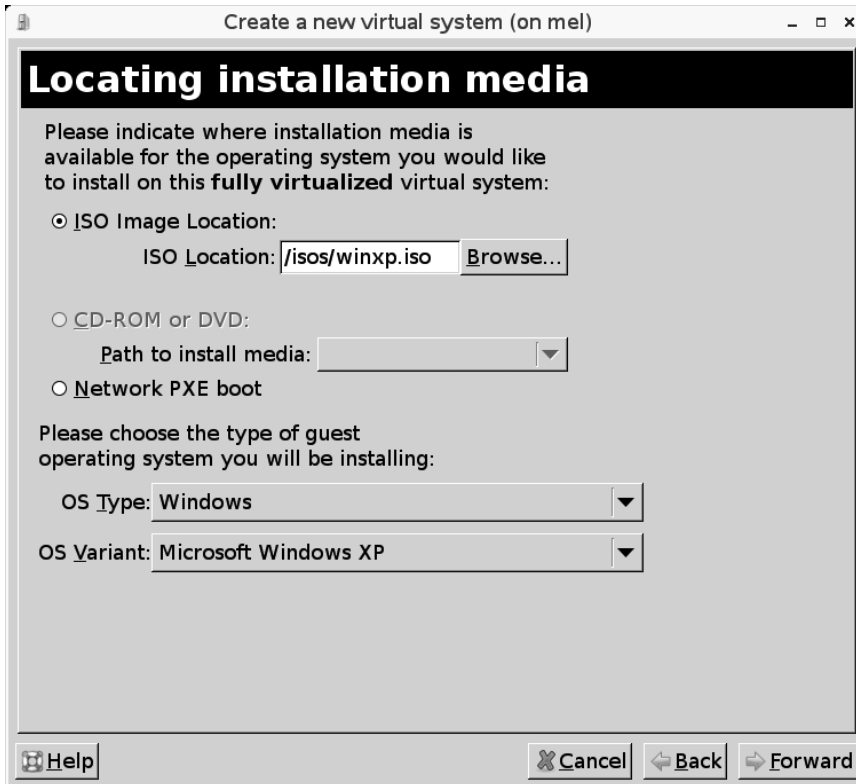 Create a new virtual system (on mel)
Locating installation media
Please indicate where installation media is
available for the operating system you would like
to install on this fully virtualized virtual system:
ISO Image Location:
ISO Location: /isos/winxp.iso Browse...
CD-ROM or DVD:
Path to install media:
Network PXE boot
Please choose the type of guest
operating system you will be installing:
OS Type: Windows
OS Variant: Microsoft Windows XP
Help Cancel Back Forward